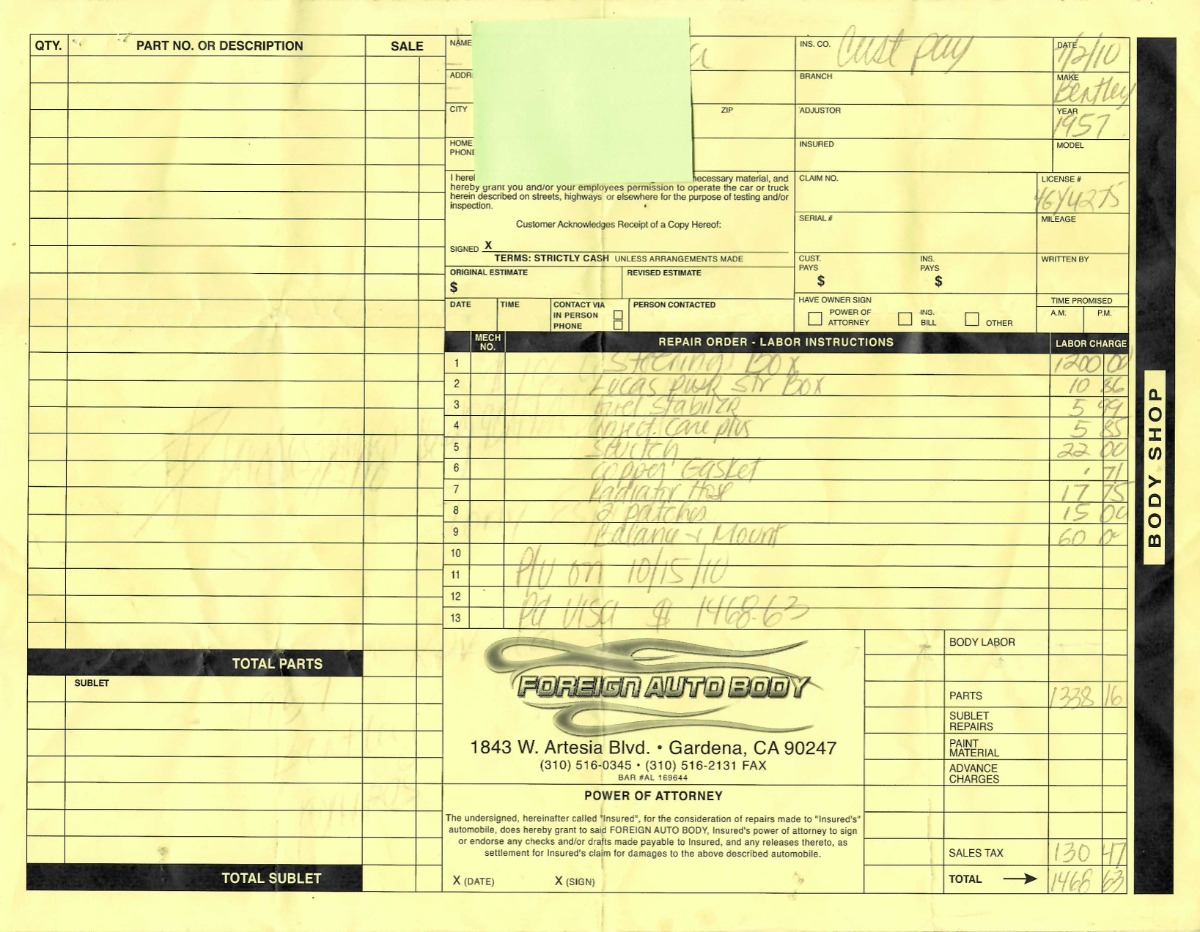 QTY. PART NO. OR DESCRIPTION SALE
NAME
ADDR
CITY ZIP
HOME
PHONE
INS. CO. Cust pay
BRANCH
ADJUSTOR
INSURED
CLAIM NO.
SERIAL #
DATE 7/2/10
MAKE Bentley
YEAR 1957
MODEL
LICENSE #
MILEAGE
WRITTEN BY
necessary material, and
hereby grant you and/or your employees permission to operate the car or truck
herein described on streets, highways or elsewhere for the purpose of testing and/or
inspection.
Customer Acknowledges Receipt of a Copy Hereof:
SIGNED X
TERMS: STRICTLY CASH UNLESS ARRANGEMENTS MADE
ORIGINAL ESTIMATE REVISED ESTIMATE
$
CUST. PAYS $ INS. PAYS $
DATE TIME CONTACT VIA PERSON CONTACTED
IN PERSON
PHONE
HAVE OWNER SIGN
POWER OF ATTORNEY ING. BILL OTHER
TIME PROMISED
A.M. P.M.
MECH NO. REPAIR ORDER - LABOR INSTRUCTIONS LABOR CHARGE
1 Steering Box 1200 00
2 Lucas pwr Str Box 10 86
3 5 99
4 inject. care plus 5 85
5 Switch 22 00
6 copper Gasket . 71
7 Radiator 17 75
8 2 patches 15 00
9 Balance + Mount 60 0
10
11 P/U on 10/15/10
12
13 Pd VISA $ 1468.63
BODY SHOP
TOTAL PARTS
SUBLET
TOTAL SUBLET
FOREIGN AUTO BODY
1843 W. Artesia Blvd. • Gardena, CA 90247
(310) 516-0345 • (310) 516-2131 FAX
BAR #AL 169644
POWER OF ATTORNEY
The undersigned, hereinafter called "Insured", for the consideration of repairs made to "Insured's"
automobile, does hereby grant to said FOREIGN AUTO BODY, Insured's power of attorney to sign
or endorse any checks and/or drafts made payable to Insured, and any releases thereto, as
settlement for Insured's claim for damages to the above described automobile.
X (DATE) X (SIGN)
BODY LABOR
PARTS 1338 16
SUBLET REPAIRS
PAINT MATERIAL
ADVANCE CHARGES
SALES TAX 130 47
TOTAL 1468 63